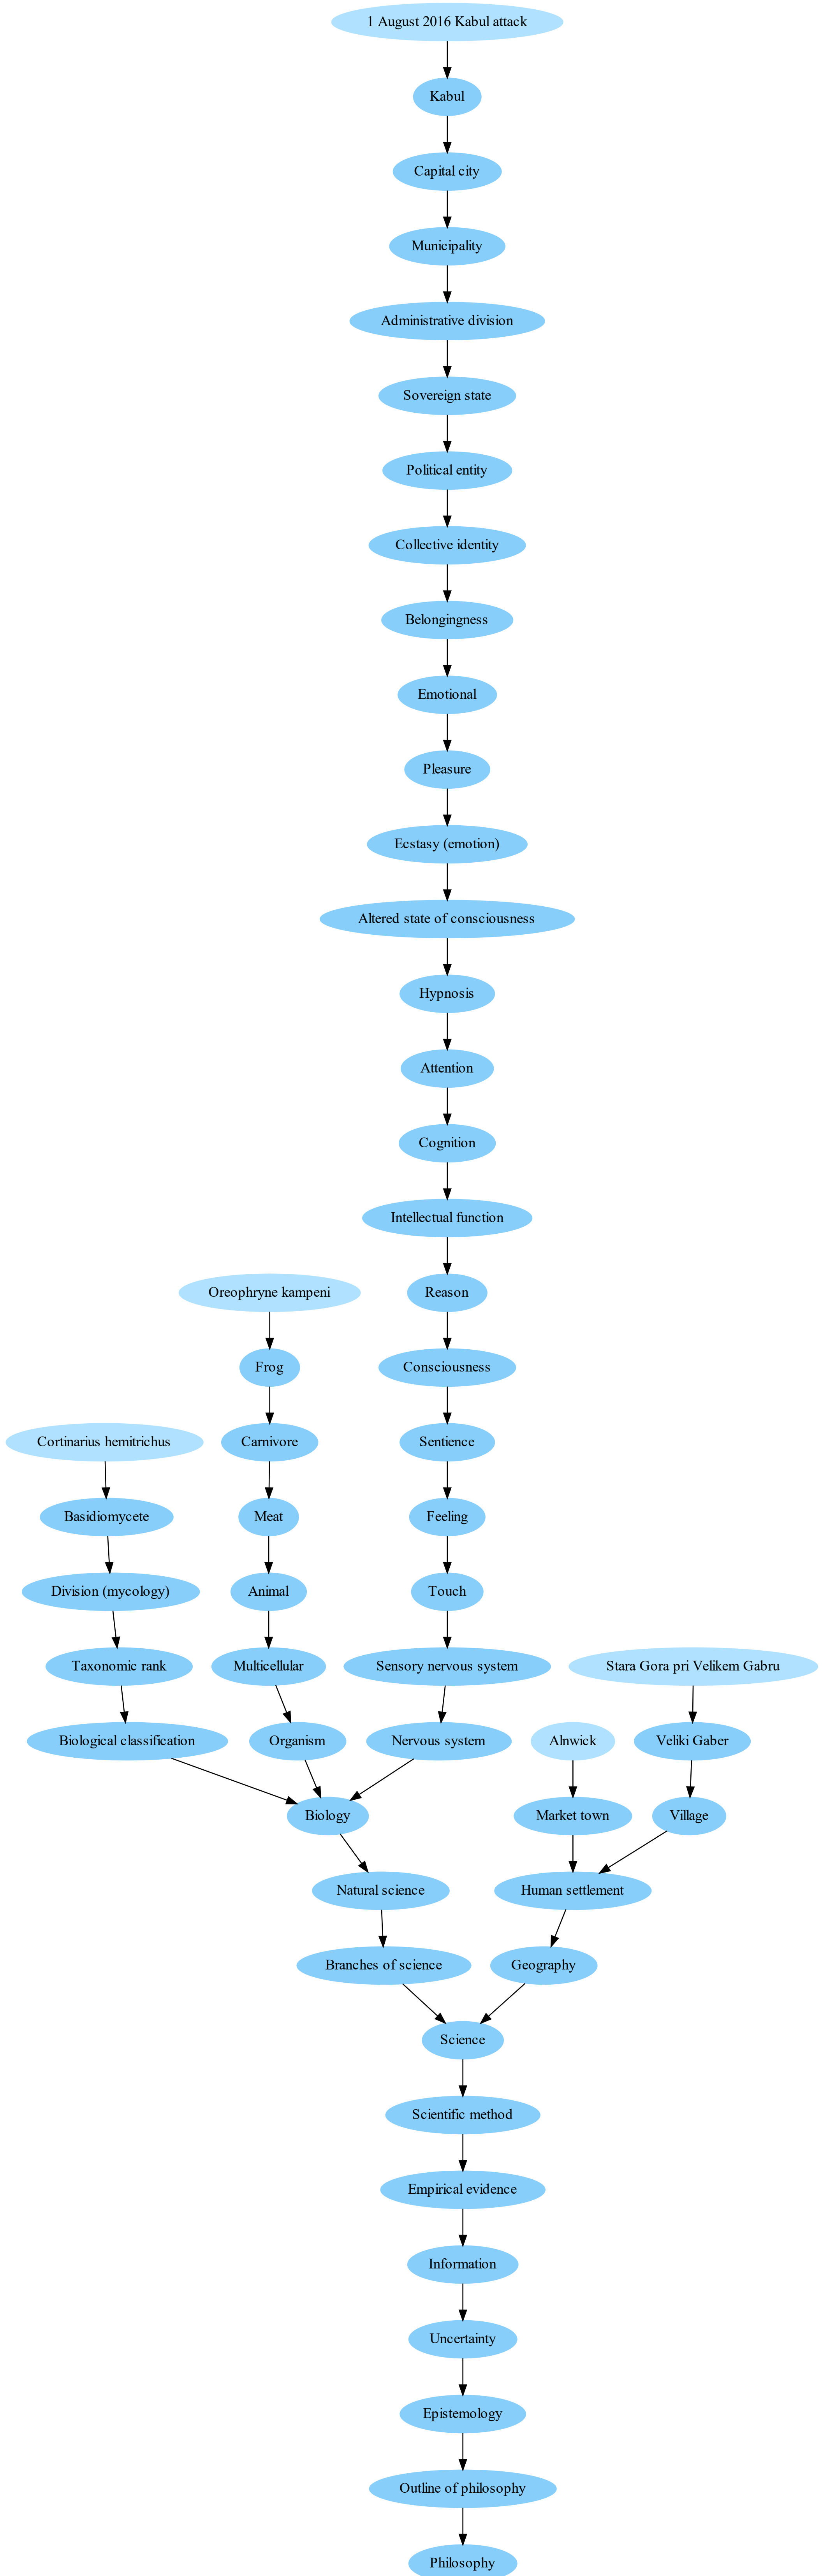 1 August 2016 Kabul attack
Kabul
Capital city
Municipality
Administrative division
Sovereign state
Political entity
Collective identity
Belongingness
Emotional
Pleasure
Ecstasy (emotion)
Altered state of consciousness
Hypnosis
Attention
Cognition
Intellectual function
Oreophryne kampeni
Reason
Frog
Consciousness
Cortinarius hemitrichus
Carnivore
Sentience
Basidiomycete
Meat
Feeling
Division (mycology)
Animal
Touch
Taxonomic rank
Multicellular
Sensory nervous system
Stara Gora pri Velikem Gabru
Biological classification
Organism
Nervous system
Alnwick
Veliki Gaber
Biology
Market town
Village
Natural science
Human settlement
Branches of science
Geography
Science
Scientific method
Empirical evidence
Information
Uncertainty
Epistemology
Outline of philosophy
Philosophy